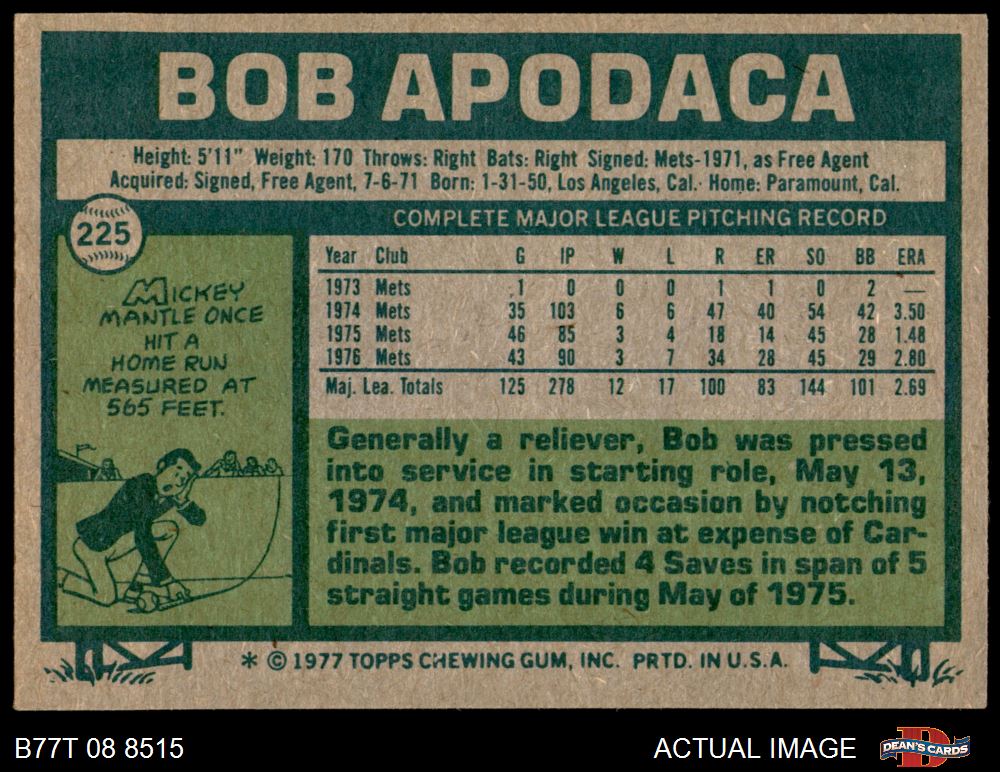 BOB APODACA
Height: 5'11" Weight: 170 Throws: Right Bats: Right Signed: Mets-1971, as Free Agent
Acquired: Signed, Free Agent, 7-6-71 Born: 1-31-50, Los Angeles, Cal. Home: Paramount, Cal.
225
COMPLETE MAJOR LEAGUE PITCHING RECORD
Year Club G IP W L R ER SO BB ERA
1973 Mets 1 0 0 0 1 1 0 2 —
1974 Mets 35 103 6 6 47 40 54 42 3.50
1975 Mets 46 85 3 4 18 14 45 28 1.48
1976 Mets 43 90 3 7 34 28 45 29 2.80
Maj. Lea. Totals 125 278 12 17 100 83 144 101 2.69
MICKEY
MANTLE ONCE
HIT A
HOME RUN
MEASURED AT
565 FEET.
Generally a reliever, Bob was pressed
into service in starting role, May 13,
1974, and marked occasion by notching
first major league win at expense of Car-
dinals. Bob recorded 4 Saves in span of 5
straight games during May of 1975.
* © 1977 TOPPS CHEWING GUM, INC. PRTD. IN U.S.A.
B77T 08 8515
ACTUAL IMAGE
D
DEAN'S CARDS